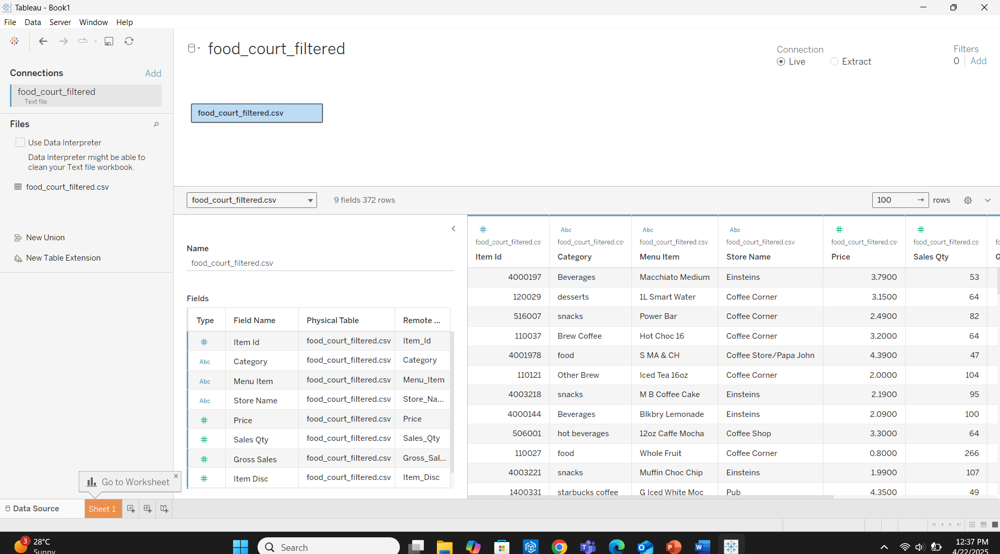 Tableau - Book1
File Data Server Window Help
Connections Add
food_court_filtered
Text file
Files
Use Data Interpreter
Data Interpreter might be able to
clean your Text file workbook.
food_court_filtered.csv
New Union
New Table Extension
food_court_filtered
Connection
Live Extract
Filters
0 Add
food_court_filtered.csv
food_court_filtered.csv 9 fields 372 rows 100 rows
Name
food_court_filtered.csv
Fields
Type Field Name Physical Table Remote ...
# Item Id food_court_filtered.csv Item_Id
Abc Category food_court_filtered.csv Category
Abc Menu Item food_court_filtered.csv Menu_Item
Abc Store Name food_court_filtered.csv Store_Na...
# Price food_court_filtered.csv Price
# Sales Qty food_court_filtered.csv Sales_Qty
# Gross Sales food_court_filtered.csv Gross_Sal...
# Item Disc food_court_filtered.csv Item_Disc
# Abc Abc Abc # #
food_court_filtered.cs food_court_filtered.cs food_court_filtered.csv food_court_filtered.csv food_court_filtered.cs food_court_filtered.cs fc
Item Id Category Menu Item Store Name Price Sales Qty G
4000197 Beverages Macchiato Medium Einsteins 3.7900 53
120029 desserts 1L Smart Water Coffee Corner 3.1500 64
516007 snacks Power Bar Coffee Corner 2.4900 82
110037 Brew Coffee Hot Choc 16 Coffee Corner 3.2000 64
4001978 food S MA & CH Coffee Store/Papa John 4.3900 47
110121 Other Brew Iced Tea 16oz Coffee Corner 2.0000 104
4003218 snacks M B Coffee Cake Einsteins 2.1900 95
4000144 Beverages Blkbry Lemonade Einsteins 2.0900 100
506001 hot beverages 12oz Caffe Mocha Coffee Shop 3.3000 64
110027 food Whole Fruit Coffee Corner 0.8000 266
4003221 snacks Muffin Choc Chip Einsteins 1.9900 107
1400331 starbucks coffee G Iced White Moc Pub 4.3500 49
Go to Worksheet
Data Source Sheet 1
3 28°C
Sunny
Search
12:37 PM
4/22/2025